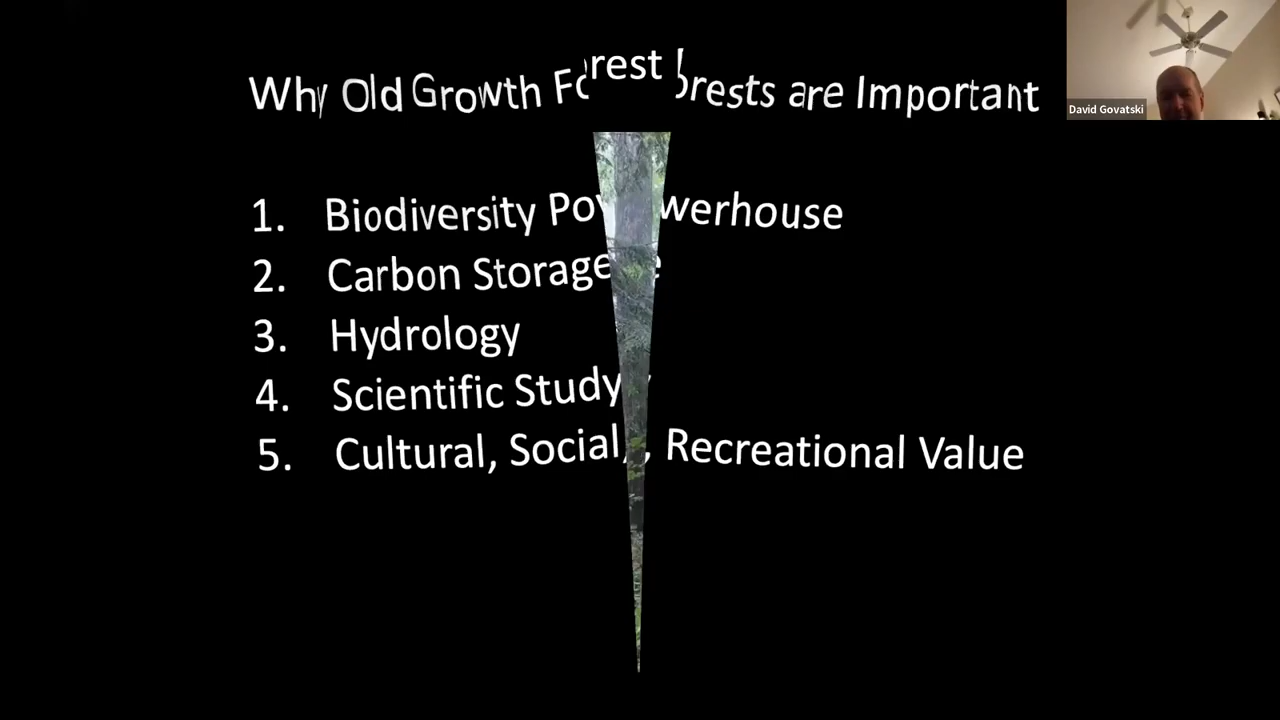 Why Old Growth Forests are Important
David Govatski
1. Biodiversity Powerhouse
2. Carbon Storage
3. Hydrology
4. Scientific Study
5. Cultural, Social, Recreational Value